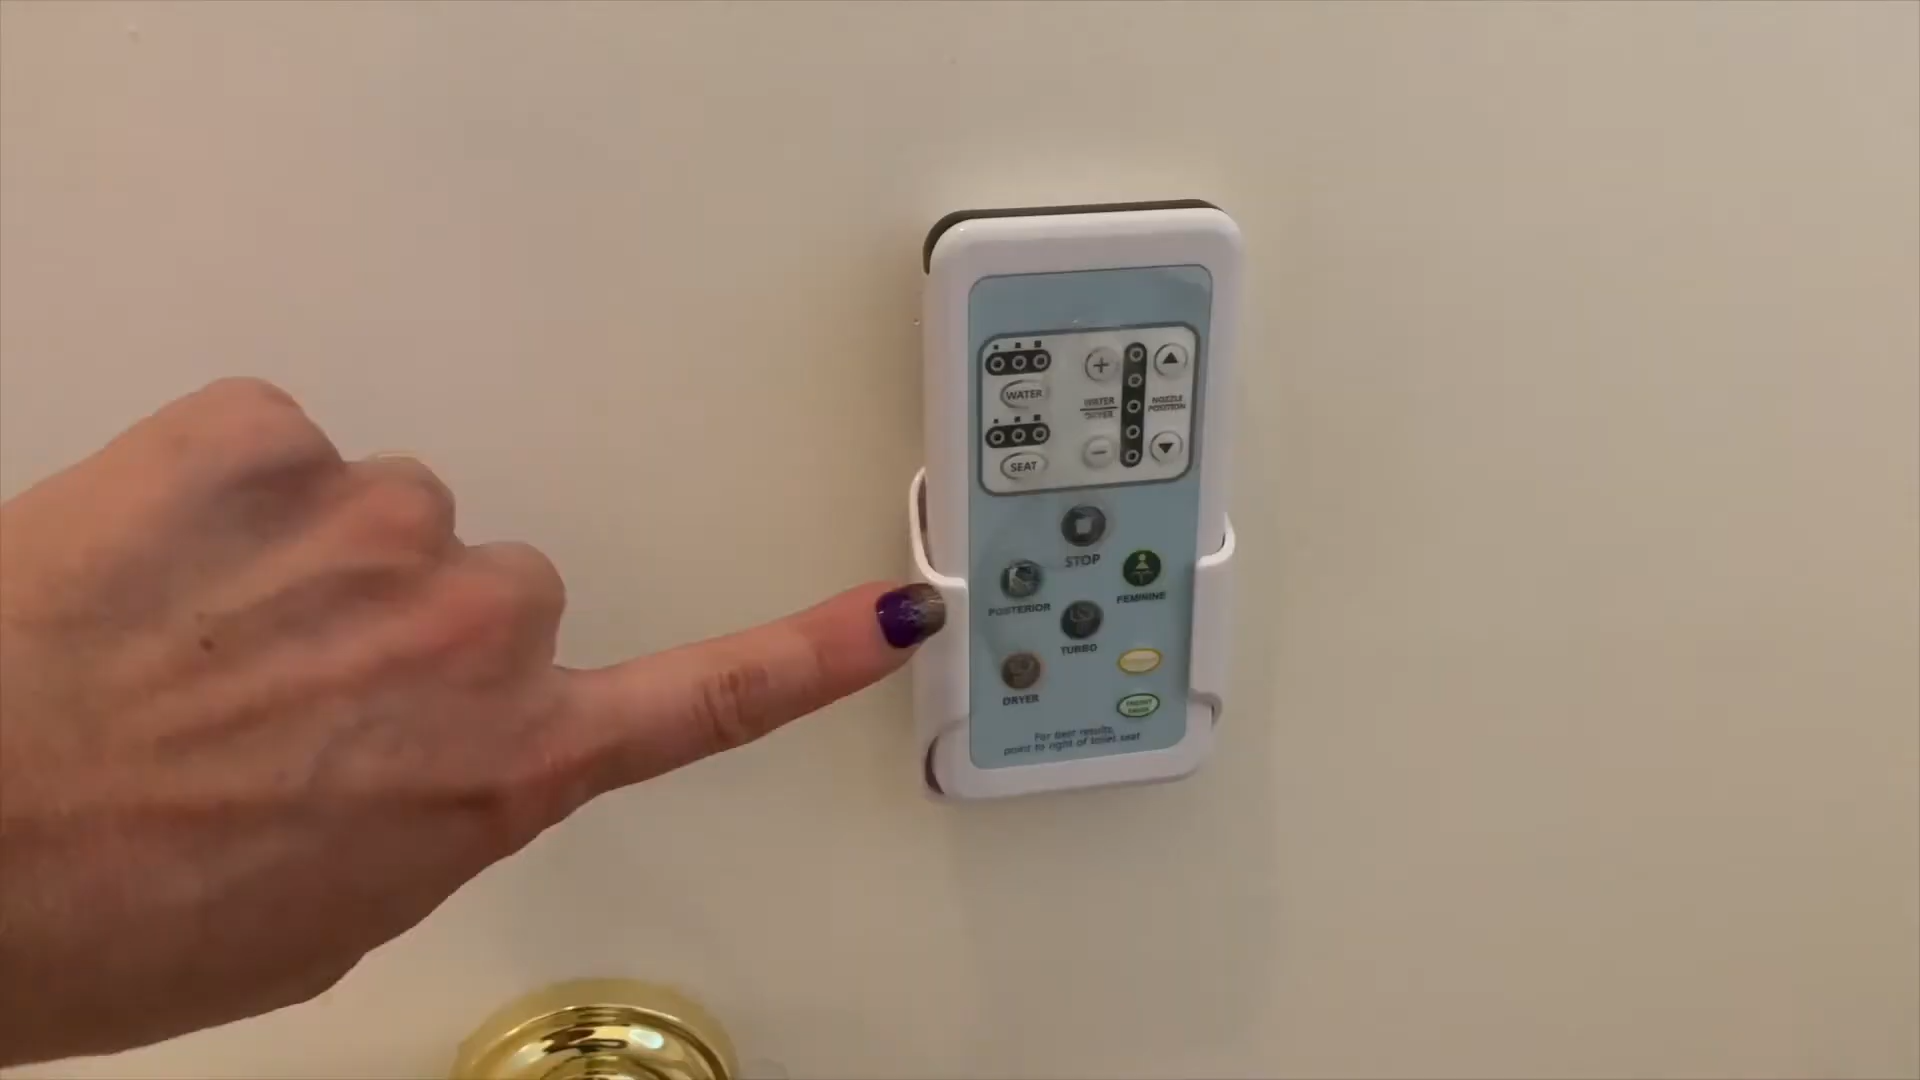 WATER
SEAT
WATER
DRYER
NOZZLE
POSITION
STOP
POSTERIOR
FEMININE
TURBO
DRYER
For best results,
point to right of toilet seat